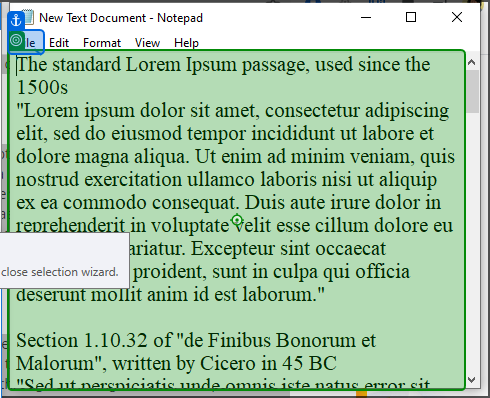 New Text Document - Notepad
File Edit Format View Help
The standard Lorem Ipsum passage, used since the
1500s
"Lorem ipsum dolor sit amet, consectetur adipiscing
elit, sed do eiusmod tempor incididunt ut labore et
dolore magna aliqua. Ut enim ad minim veniam, quis
nostrud exercitation ullamco laboris nisi ut aliquip
ex ea commodo consequat. Duis aute irure dolor in
reprehenderit in voluptate velit esse cillum dolore eu
ariatur. Excepteur sint occaecat
close selection wizard.
proident, sunt in culpa qui officia
deserunt mollit anim id est laborum."
Section 1.10.32 of "de Finibus Bonorum et
Malorum", written by Cicero in 45 BC
"Sed ut perspiciatis unde omnis iste natus error sit